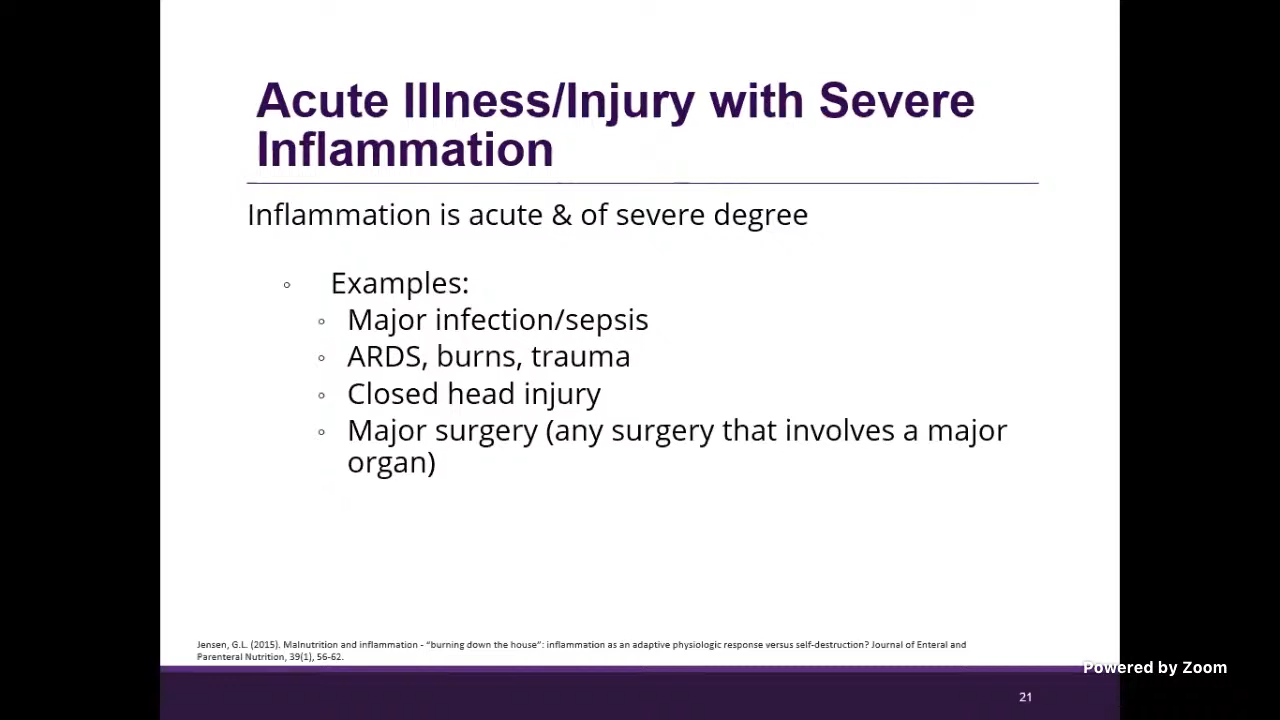 Acute Illness/Injury with Severe
Inflammation
Inflammation is acute & of severe degree
◦ Examples:
◦ Major infection/sepsis
◦ ARDS, burns, trauma
◦ Closed head injury
◦ Major surgery (any surgery that involves a major
organ)
Jensen, G.L. (2015). Malnutrition and inflammation - “burning down the house”: inflammation as an adaptive physiologic response versus self-destruction? Journal of Enteral and
Parenteral Nutrition, 39(1), 56-62.
Powered by Zoom
21